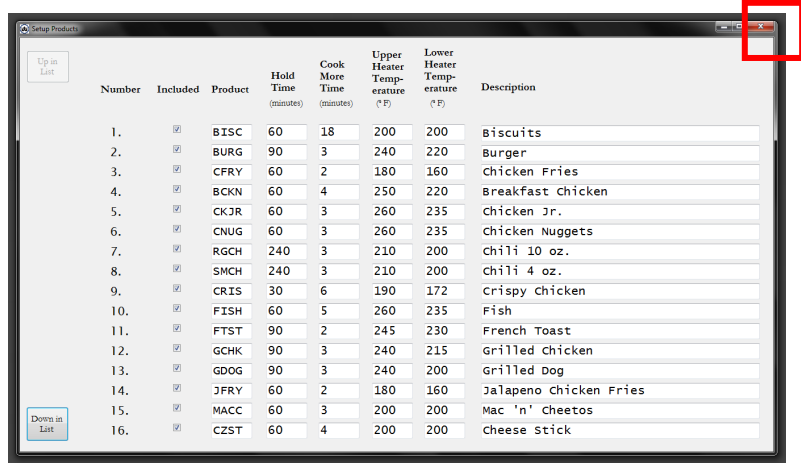 Setup Products
Up in
List
Number Included Product Hold Time (minutes) Cook More Time (minutes) Upper Heater Temp-erature (° F) Lower Heater Temp-erature (° F) Description
1. BISC 60 18 200 200 Biscuits
2. BURG 90 3 240 220 Burger
3. CFRY 60 2 180 160 Chicken Fries
4. BCKN 60 4 250 220 Breakfast Chicken
5. CKJR 60 3 260 235 Chicken Jr.
6. CNUG 60 3 260 235 Chicken Nuggets
7. RGCH 240 3 210 200 Chili 10 oz.
8. SMCH 240 3 210 200 Chili 4 oz.
9. CRIS 30 6 190 172 Crispy Chicken
10. FISH 60 5 260 235 Fish
11. FTST 90 2 245 230 French Toast
12. GCHK 90 3 240 215 Grilled Chicken
13. GDOG 90 3 240 200 Grilled Dog
14. JFRY 60 2 180 160 Jalapeno Chicken Fries
15. MACC 60 3 200 200 Mac 'n' Cheetos
16. CZST 60 4 200 200 Cheese Stick
Down in
List